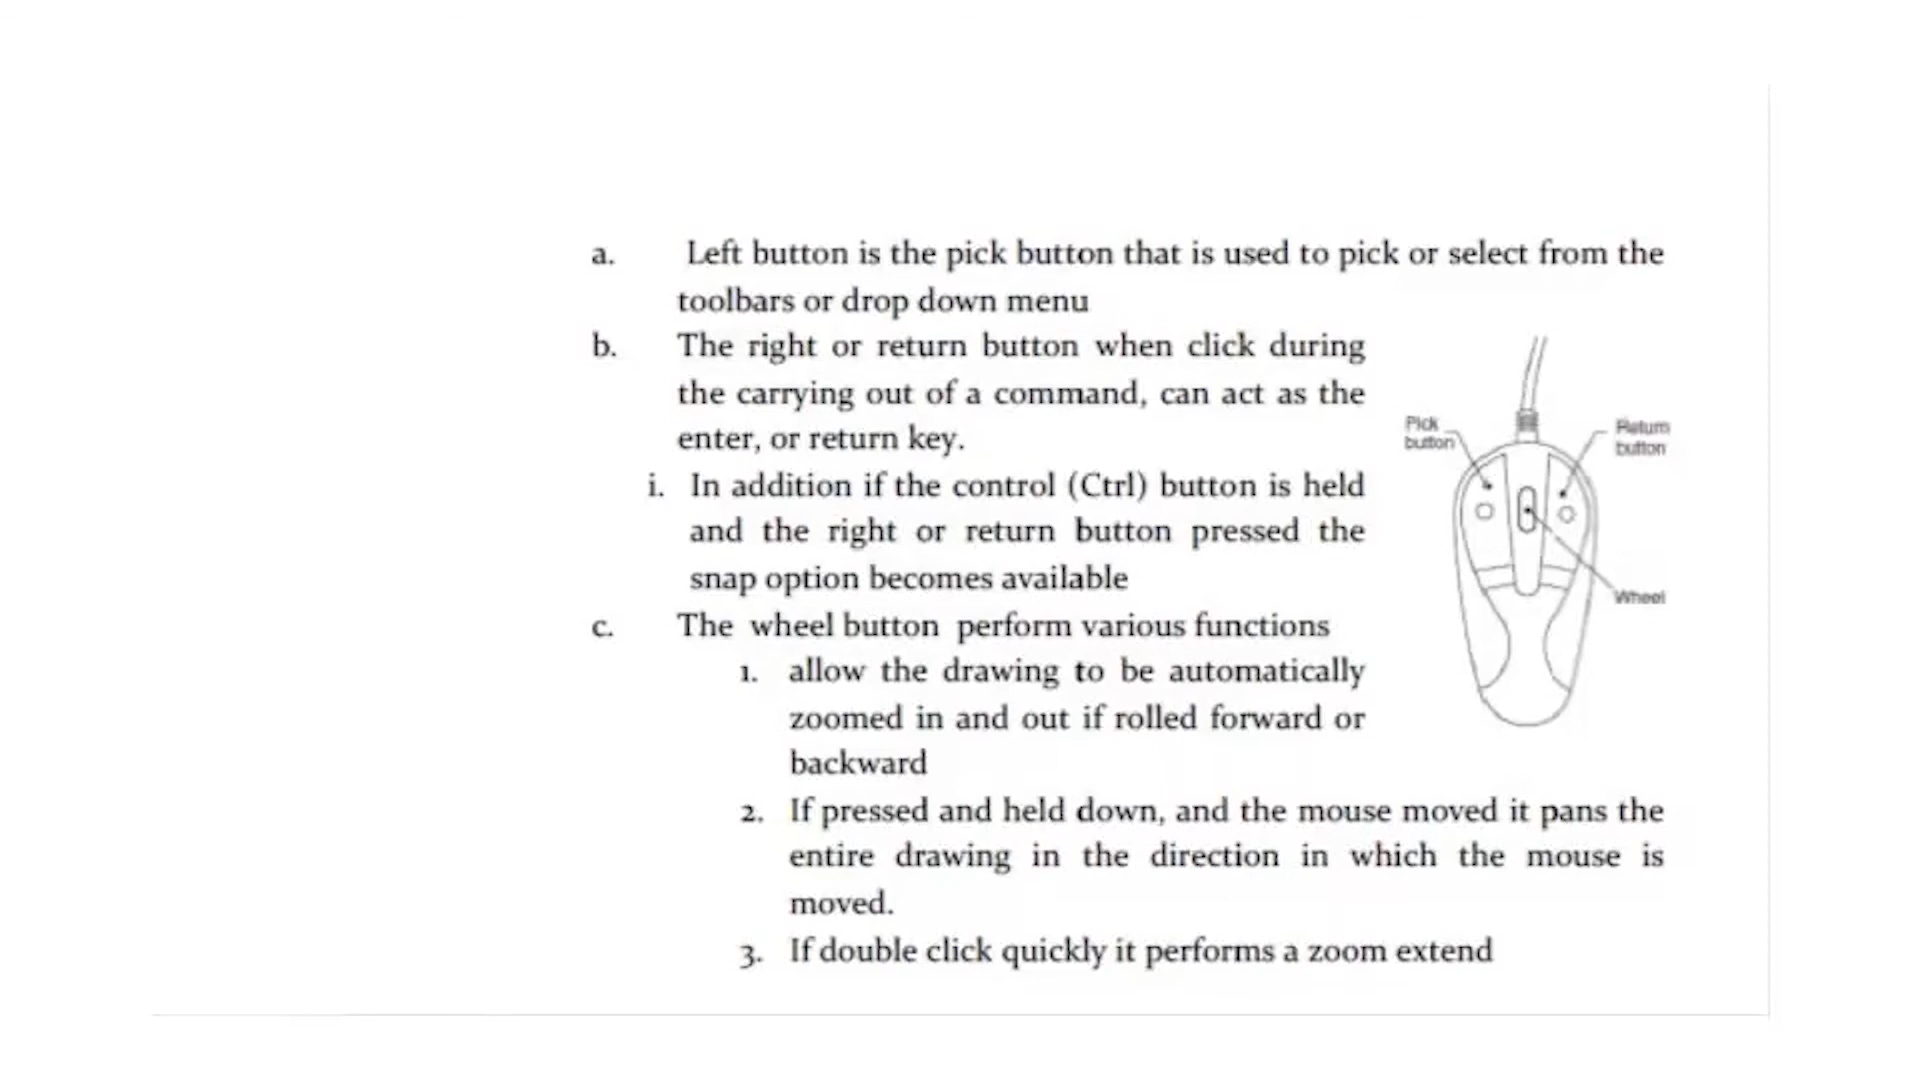 a. Left button is the pick button that is used to pick or select from the
toolbars or drop down menu
b. The right or return button when click during
the carrying out of a command, can act as the
enter, or return key.
i. In addition if the control (Ctrl) button is held
and the right or return button pressed the
snap option becomes available
c. The wheel button perform various functions
1. allow the drawing to be automatically
zoomed in and out if rolled forward or
backward
2. If pressed and held down, and the mouse moved it pans the
entire drawing in the direction in which the mouse is
moved.
3. If double click quickly it performs a zoom extend
Pick
button
Return
button
Wheel